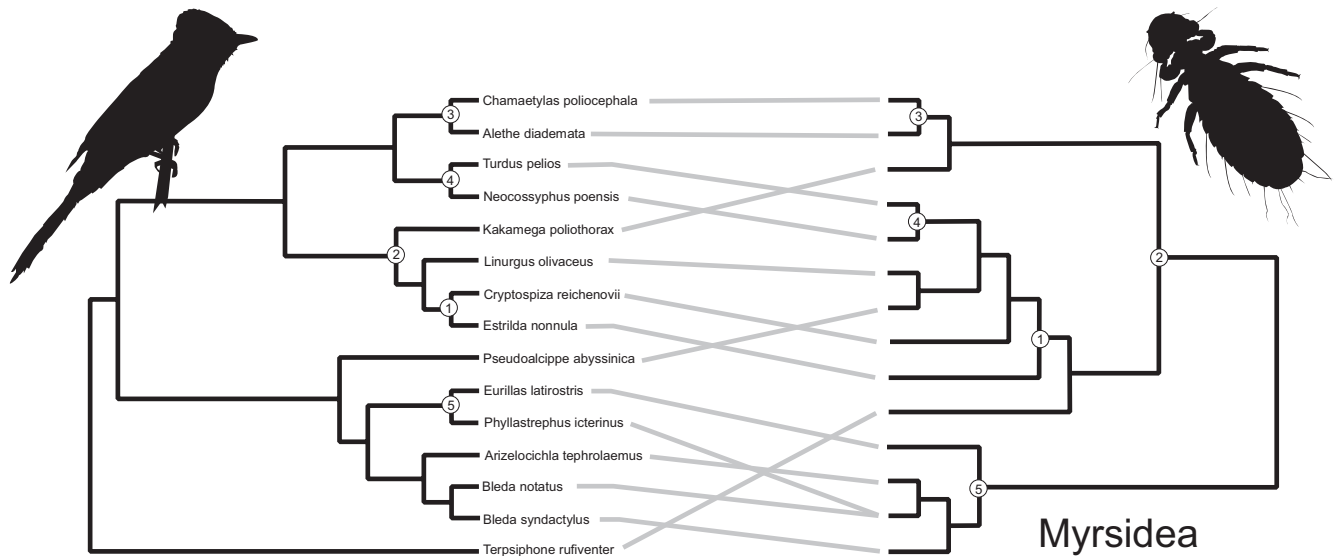 3
Chamaetylas poliocephala
3
Alethe diademata
Turdus pelios
4
4
Neocossyphus poensis
Kakamega poliothorax
2
2
Linurgus olivaceus
Cryptospiza reichenovii
1
Estrilda nonnula
1
Pseudoalcippe abyssinica
Eurillas latirostris
5
Phyllastrephus icterinus
Arizelocichla tephrolaemus
Bleda notatus
5
Bleda syndactylus
Myrsidea
Terpsiphone rufiventer